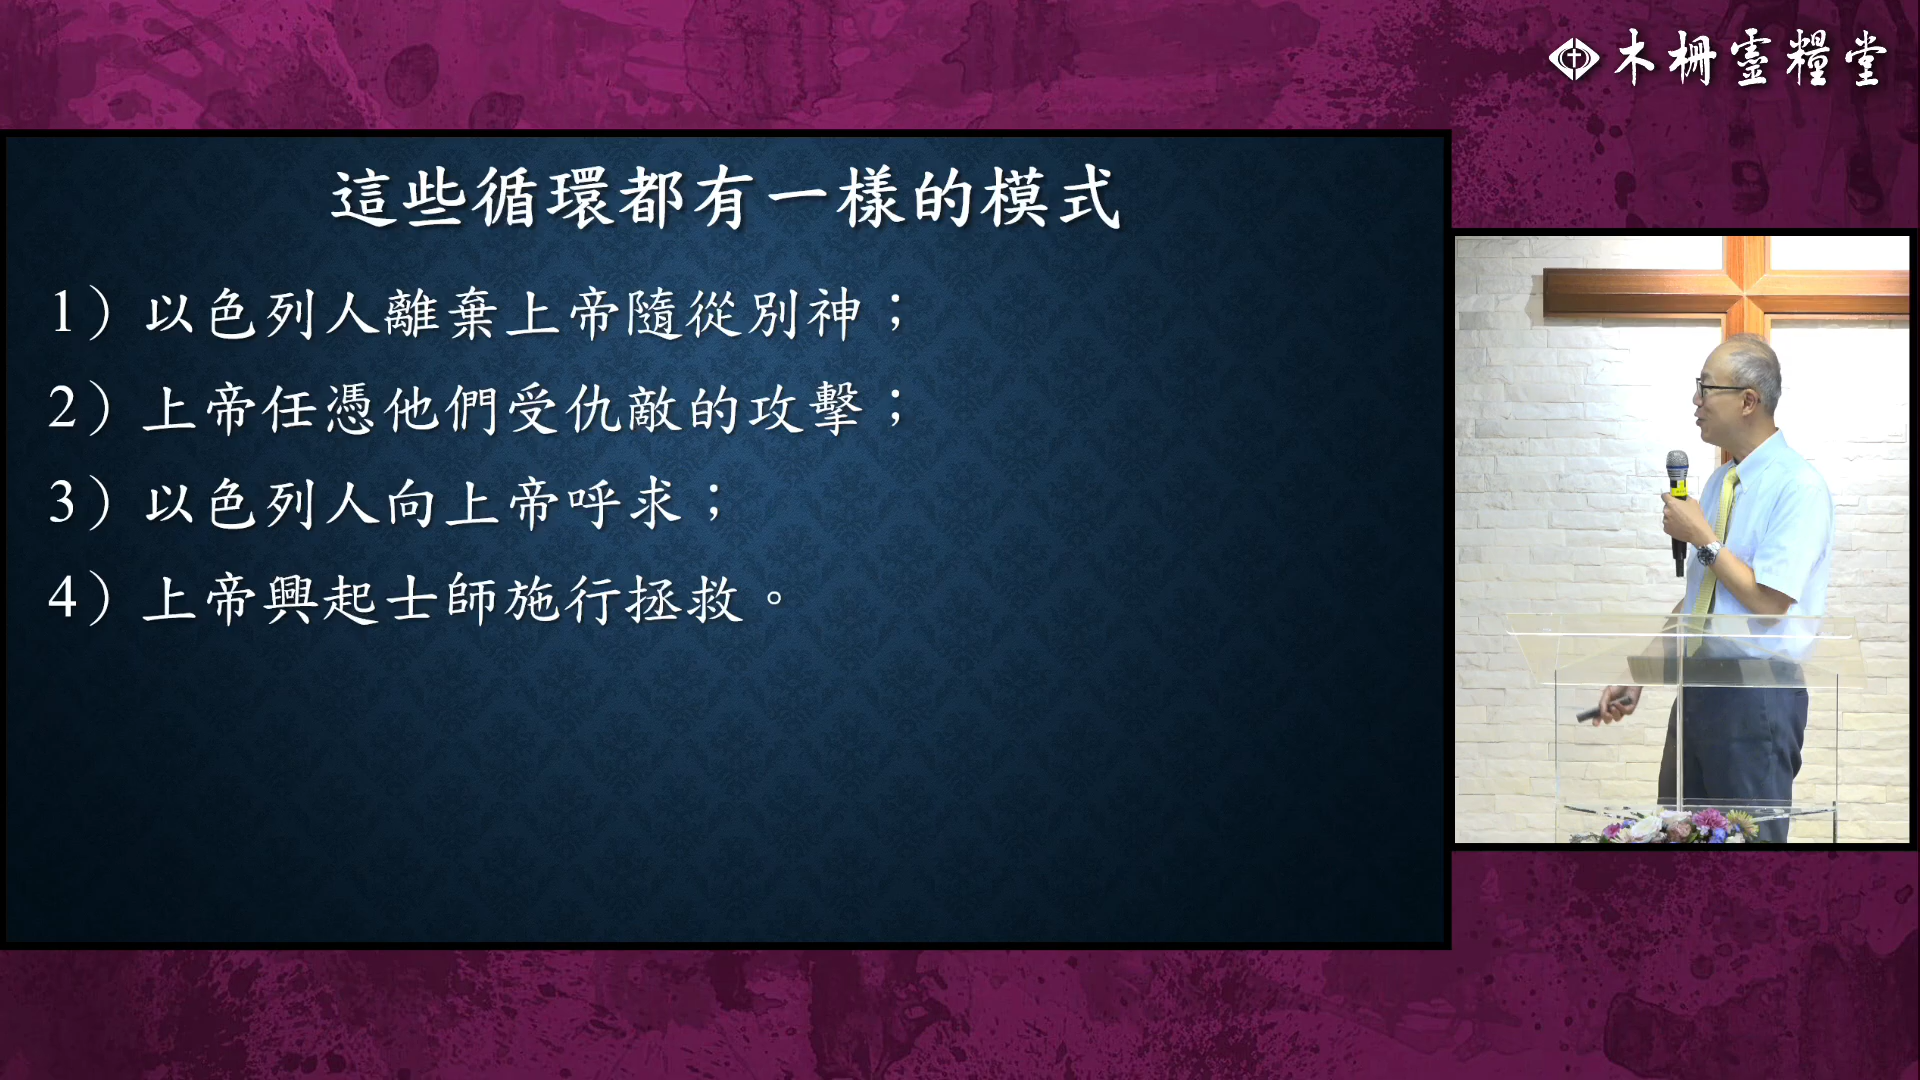 木柵靈糧堂
這些循環都有一樣的模式
1）以色列人離棄上帝隨從別神；
2）上帝任憑他們受仇敵的攻擊；
3）以色列人向上帝呼求；
4）上帝興起士師施行拯救。